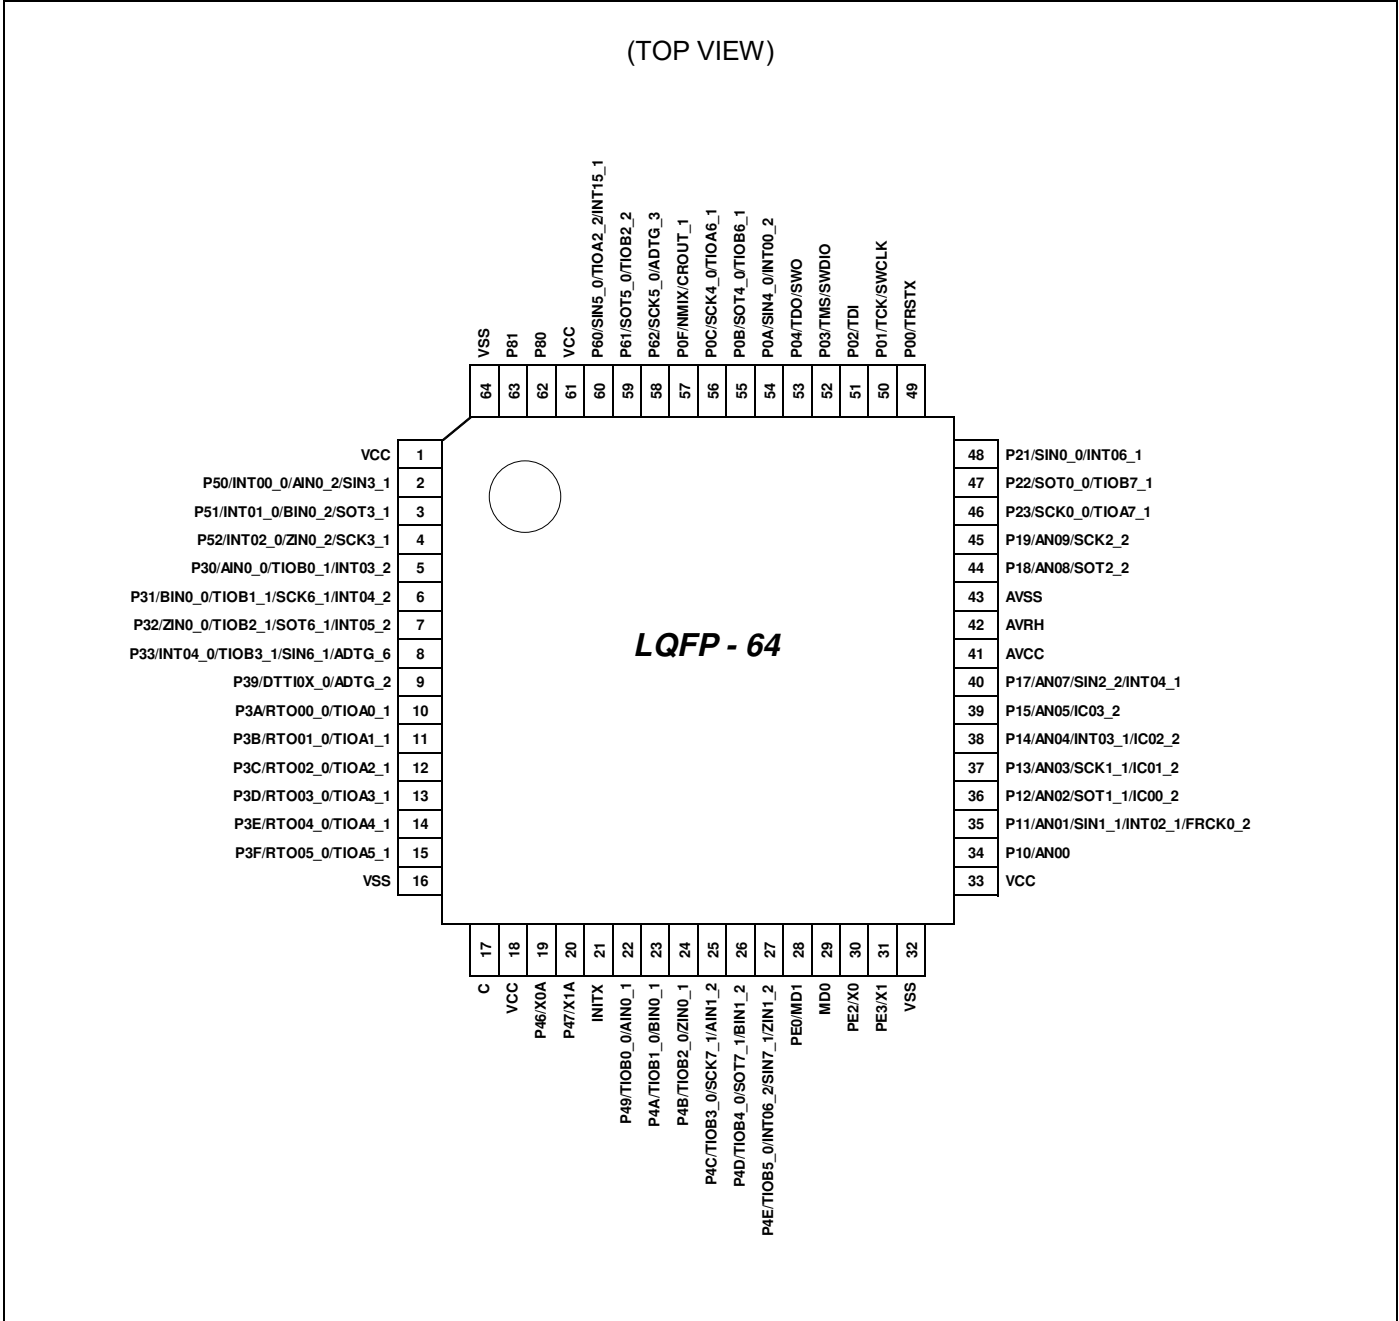 (TOP VIEW)
VSS
P81
P80
VCC
P60/SIN5_0/TIOA2_2/INT15_1
P61/SOT5_0/TIOB2_2
P62/SCK5_0/ADTG_3
P0F/NMIX/CROUT_1
P0C/SCK4_0/TIOA6_1
P0B/SOT4_0/TIOB6_1
P0A/SIN4_0/INT00_2
P04/TDO/SWO
P03/TMS/SWDIO
P02/TDI
P01/TCK/SWCLK
P00/TRSTX
64
63
62
61
60
59
58
57
56
55
54
53
52
51
50
49
VCC 1
P50/INT00_0/AIN0_2/SIN3_1 2
P51/INT01_0/BIN0_2/SOT3_1 3
P52/INT02_0/ZIN0_2/SCK3_1 4
P30/AIN0_0/TIOB0_1/INT03_2 5
P31/BIN0_0/TIOB1_1/SCK6_1/INT04_2 6
P32/ZIN0_0/TIOB2_1/SOT6_1/INT05_2 7
P33/INT04_0/TIOB3_1/SIN6_1/ADTG_6 8
P39/DTTI0X_0/ADTG_2 9
P3A/RTO00_0/TIOA0_1 10
P3B/RTO01_0/TIOA1_1 11
P3C/RTO02_0/TIOA2_1 12
P3D/RTO03_0/TIOA3_1 13
P3E/RTO04_0/TIOA4_1 14
P3F/RTO05_0/TIOA5_1 15
VSS 16
LQFP - 64
48 P21/SIN0_0/INT06_1
47 P22/SOT0_0/TIOB7_1
46 P23/SCK0_0/TIOA7_1
45 P19/AN09/SCK2_2
44 P18/AN08/SOT2_2
43 AVSS
42 AVRH
41 AVCC
40 P17/AN07/SIN2_2/INT04_1
39 P15/AN05/IC03_2
38 P14/AN04/INT03_1/IC02_2
37 P13/AN03/SCK1_1/IC01_2
36 P12/AN02/SOT1_1/IC00_2
35 P11/AN01/SIN1_1/INT02_1/FRCK0_2
34 P10/AN00
33 VCC
17
18
19
20
21
22
23
24
25
26
27
28
29
30
31
32
C
VCC
P46/X0A
P47/X1A
INITX
P49/TIOB0_0/AIN0_1
P4A/TIOB1_0/BIN0_1
P4B/TIOB2_0/ZIN0_1
P4C/TIOB3_0/SCK7_1/AIN1_2
P4D/TIOB4_0/SOT7_1/BIN1_2
P4E/TIOB5_0/INT06_2/SIN7_1/ZIN1_2
PE0/MD1
MD0
PE2/X0
PE3/X1
VSS